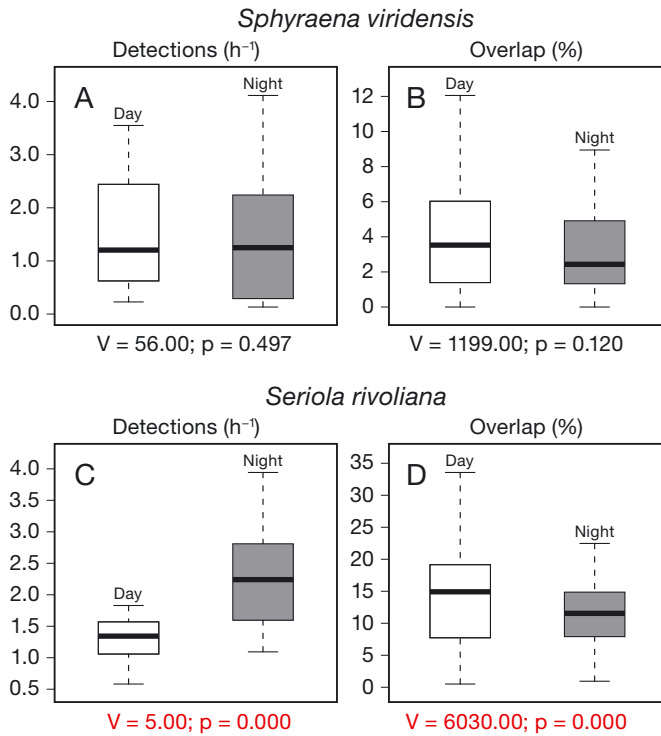 Sphyraena viridensis
Detections (h⁻¹)
Overlap (%)
A
Day
Night
4.0
3.0
2.0
1.0
0.0
V = 56.00; p = 0.497
B
Day
Night
12
10
8
6
4
2
0
V = 1199.00; p = 0.120
Seriola rivoliana
Detections (h⁻¹)
Overlap (%)
C
Day
Night
4.0
3.5
3.0
2.5
2.0
1.5
1.0
0.5
V = 5.00; p = 0.000
D
Day
Night
35
30
25
20
15
10
5
0
V = 6030.00; p = 0.000